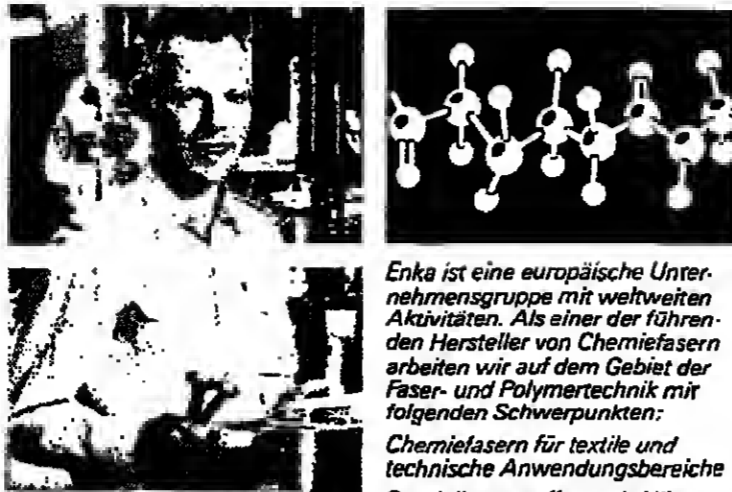 Enka ist eine europäische Unter-
nehmensgruppe mit weltweiten
Aktivitäten. Als einer der führen-
den Hersteller von Chemiefasern
arbeiten wir auf dem Gebiet der
Faser- und Polymertechnik mit
folgenden Schwerpunkten:
Chemiefasern für textile und
technische Anwendungsbereiche